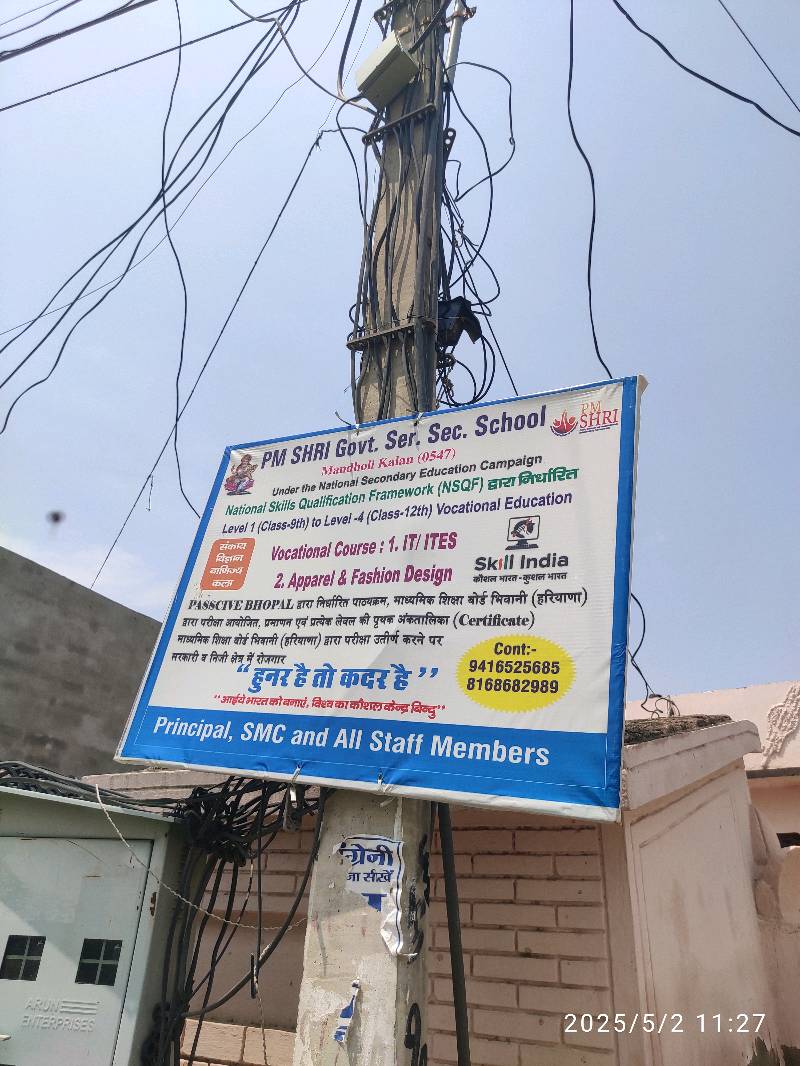 PM SHRI Govt. Ser. Sec. School
PM
SHRI
Mandholi Kalan (0547)
Under the National Secondary Education Campaign
National Skills Qualification Framework (NSQF) द्वारा निर्धारित
Level 1 (Class-9th) to Level -4 (Class-12th) Vocational Education
संकाय
विज्ञान
वाणिज्य
कला
Vocational Course : 1. IT/ ITES
2. Apparel & Fashion Design
Skill India
कौशल भारत-कुशल भारत
PASSCIVE BHOPAL द्वारा निर्धारित पाठयक्रम, माध्यमिक शिक्षा बोर्ड भिवानी (हरियाणा)
द्वारा परीक्षा आयोजित, प्रमाणन एवं प्रत्येक लेवल की पृथक अंकतालिका (Certificate)
माध्यमिक शिक्षा बोर्ड भिवानी (हरियाणा) द्वारा परीक्षा उतीर्ण करने पर
सरकारी व निजी क्षेत्र में रोजगार
“हुनर है तो कदर है”
“आईये भारत को बनाएं, विश्व का कौशल केन्द्र बिन्दु”
Cont:-
9416525685
8168682989
Principal, SMC and All Staff Members
ग्रेजी
ना सीखें
ARUN
ENTERPRISES
2025/5/2 11:27